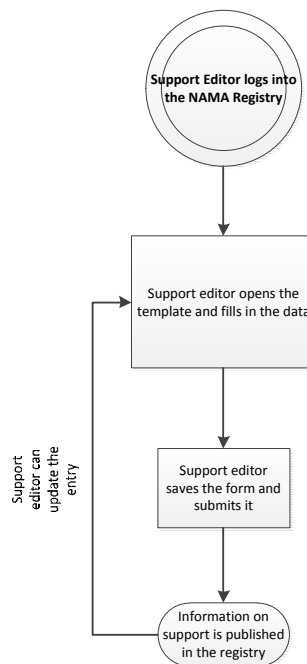 Support Editor logs into
the NAMA Registry
Support editor opens the
template and fills in the data
Support
editor can
update the
entry
Support editor
saves the form and
submits it
Information on
support is published
in the registry